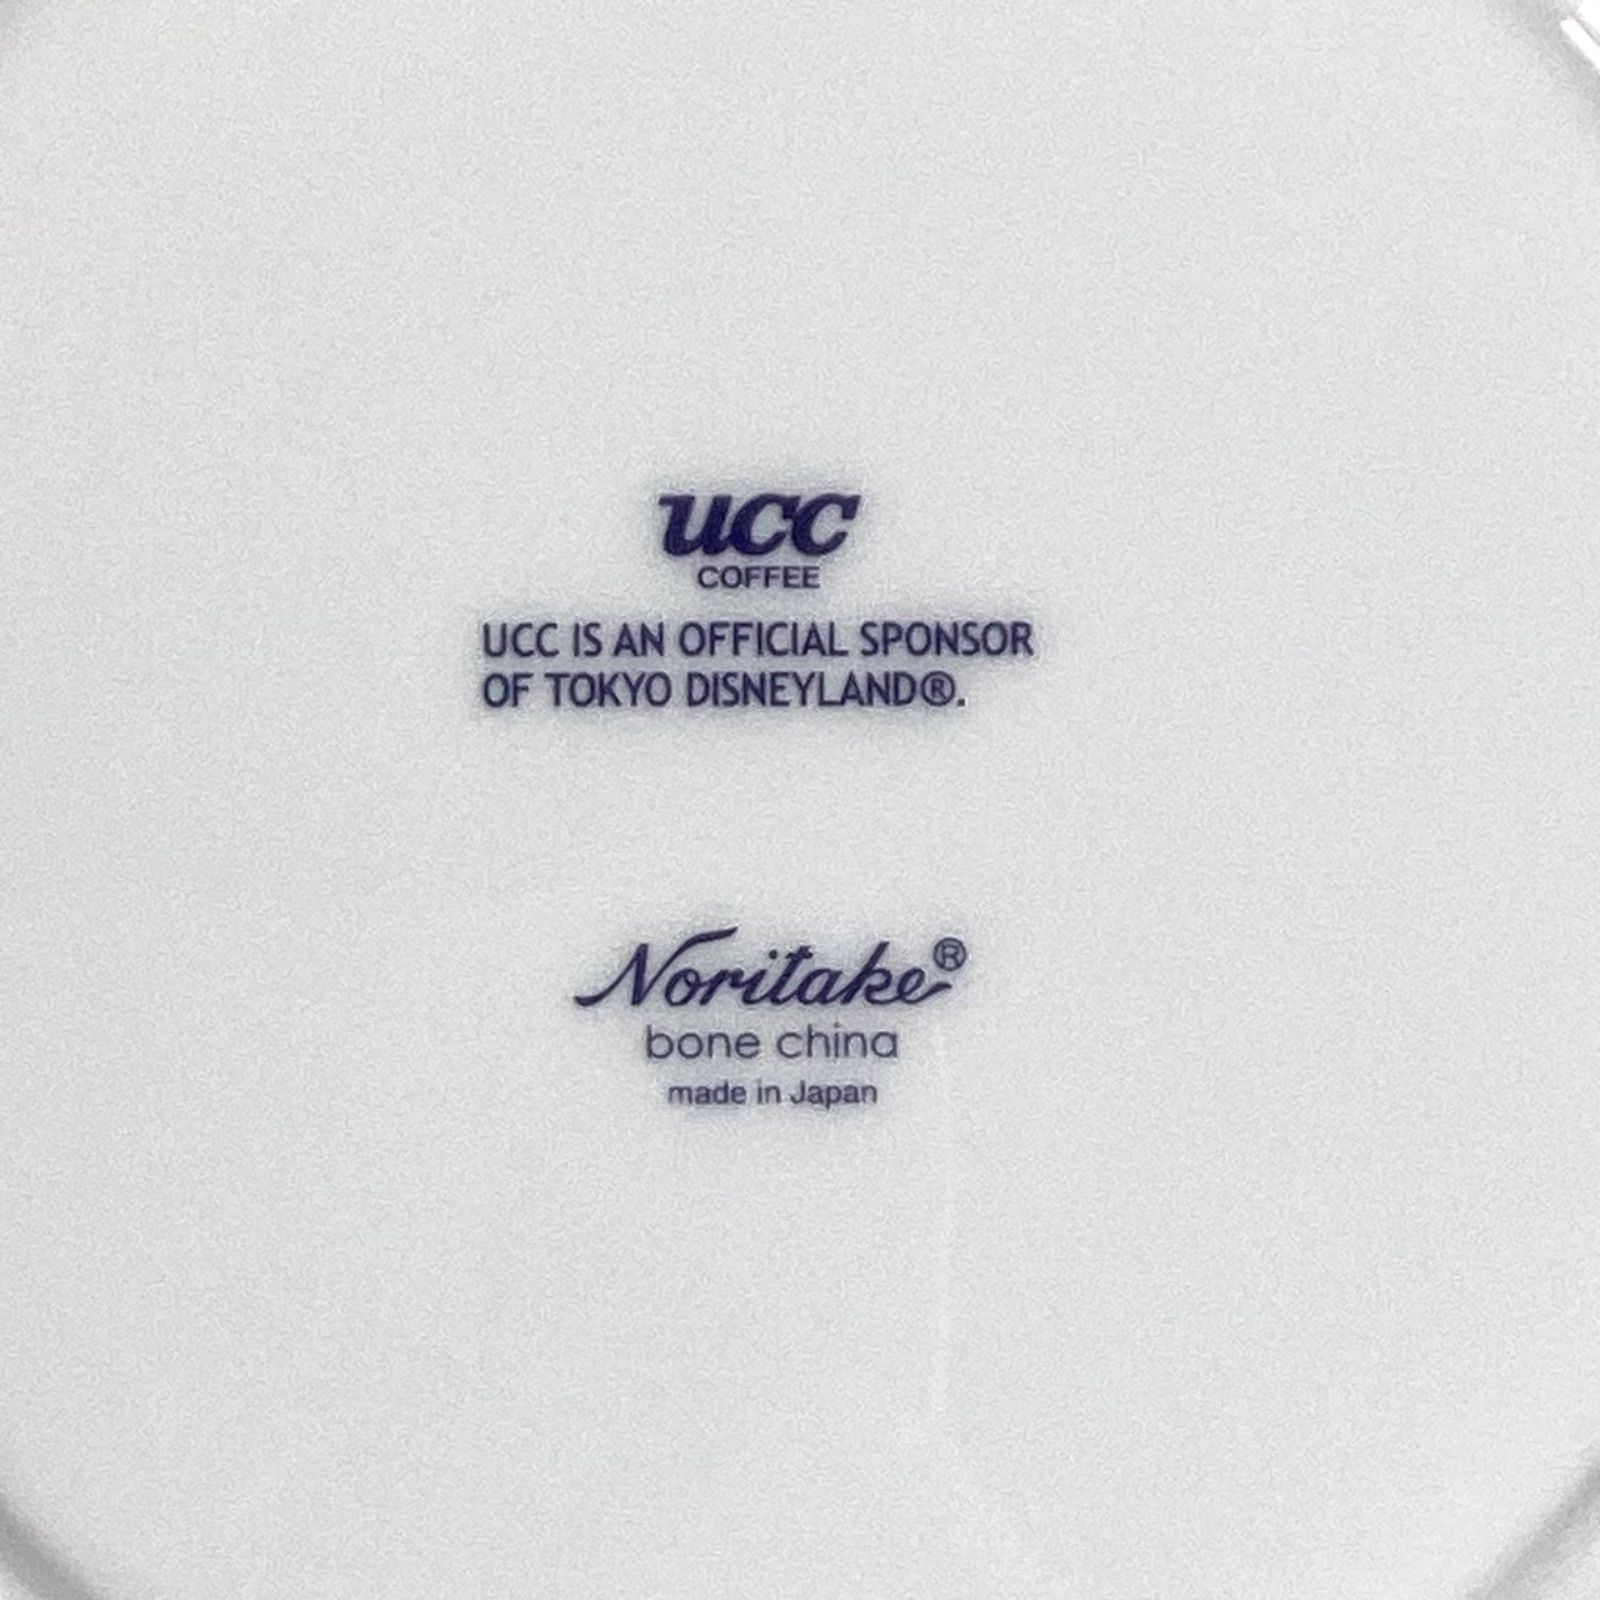 ucc
COFFEE
UCC IS AN OFFICIAL SPONSOR
OF TOKYO DISNEYLAND®.
Noritake®
bone china
made in Japan